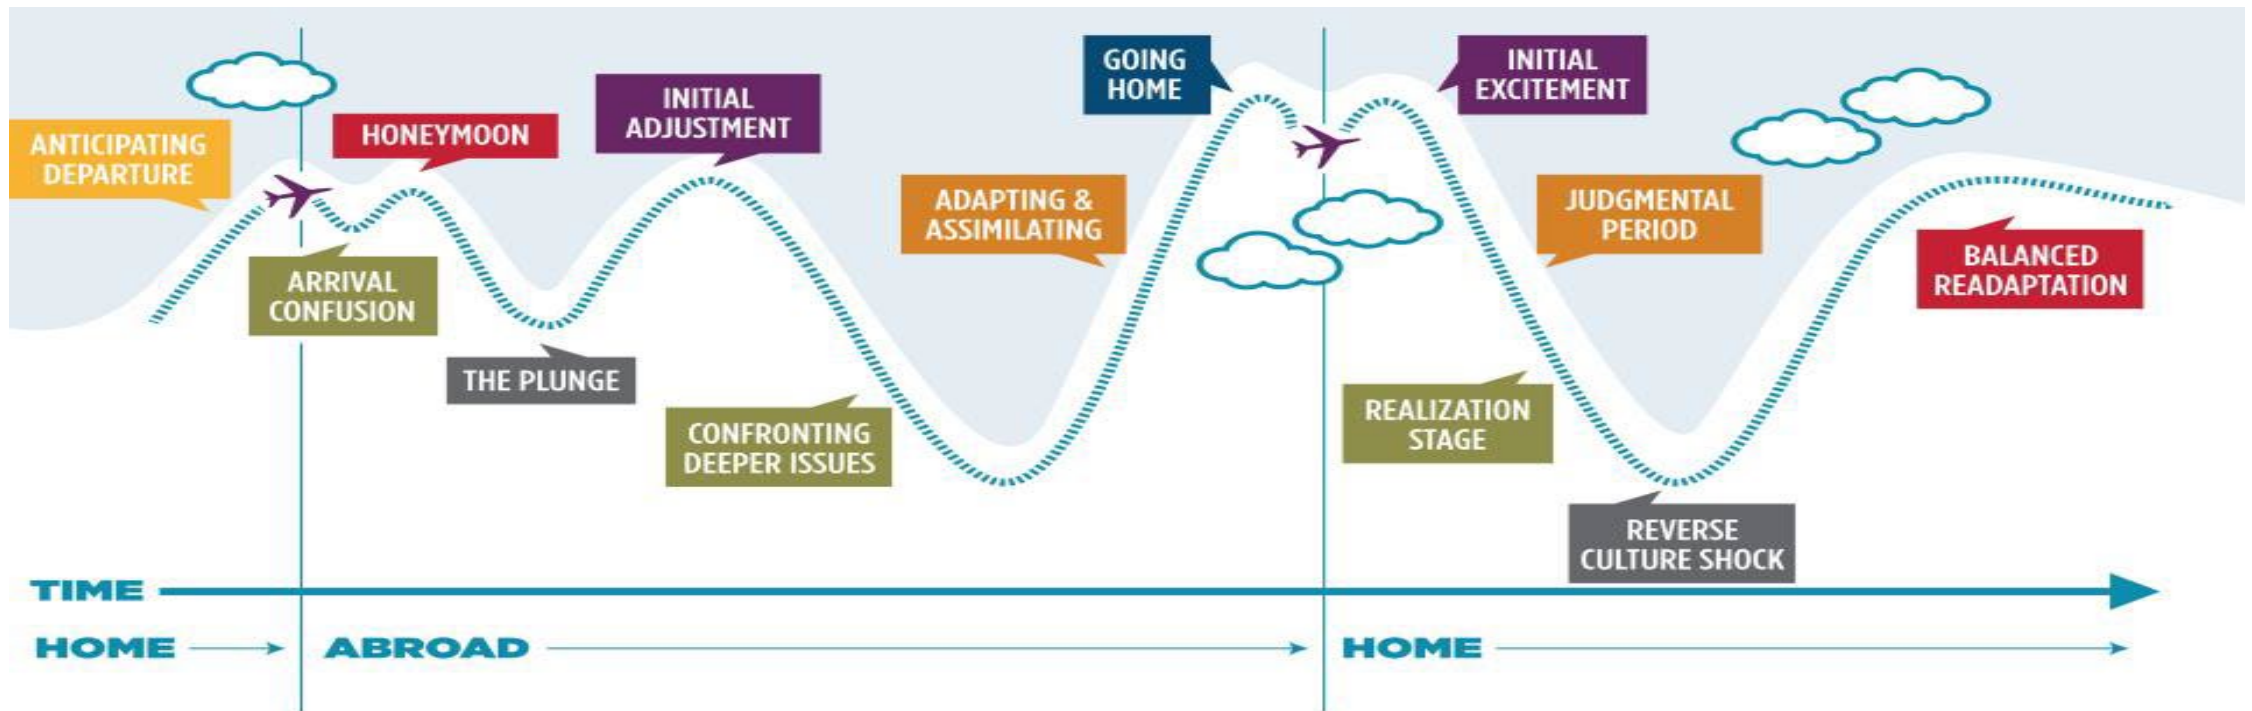 ANTICIPATING
DEPARTURE
ARRIVAL
CONFUSION
HONEYMOON
THE PLUNGE
INITIAL
ADJUSTMENT
CONFRONTING
DEEPER ISSUES
ADAPTING &
ASSIMILATING
GOING
HOME
INITIAL
EXCITEMENT
JUDGMENTAL
PERIOD
REALIZATION
STAGE
REVERSE
CULTURE SHOCK
BALANCED
READAPTATION
TIME
HOME
ABROAD
HOME